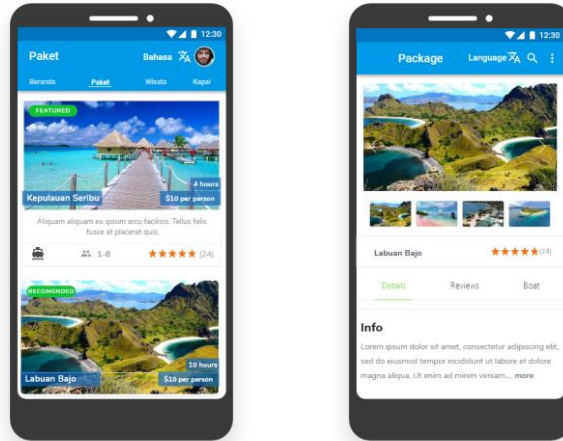 12:30
Paket
Bahasa
Beranda Paket Wisata Kapal
FEATURED
4 hours
Kepulauan Seribu
$10 per person
Aliquam aliquam eu ipsum arcu facilisis. Tellus felis
fusce at placerat quis.
1-8
(24)
RECOMENDED
10 hours
Labuan Bajo
$10 per person
12:30
Package
Language
Labuan Bajo
(24)
Details Reviews Boat
Info
Lorem ipsum dolor sit amet, consectetur adipiscing elit,
sed do eiusmod tempor incididunt ut labore et dolore
magna aliqua. Ut enim ad minim veniam.... more